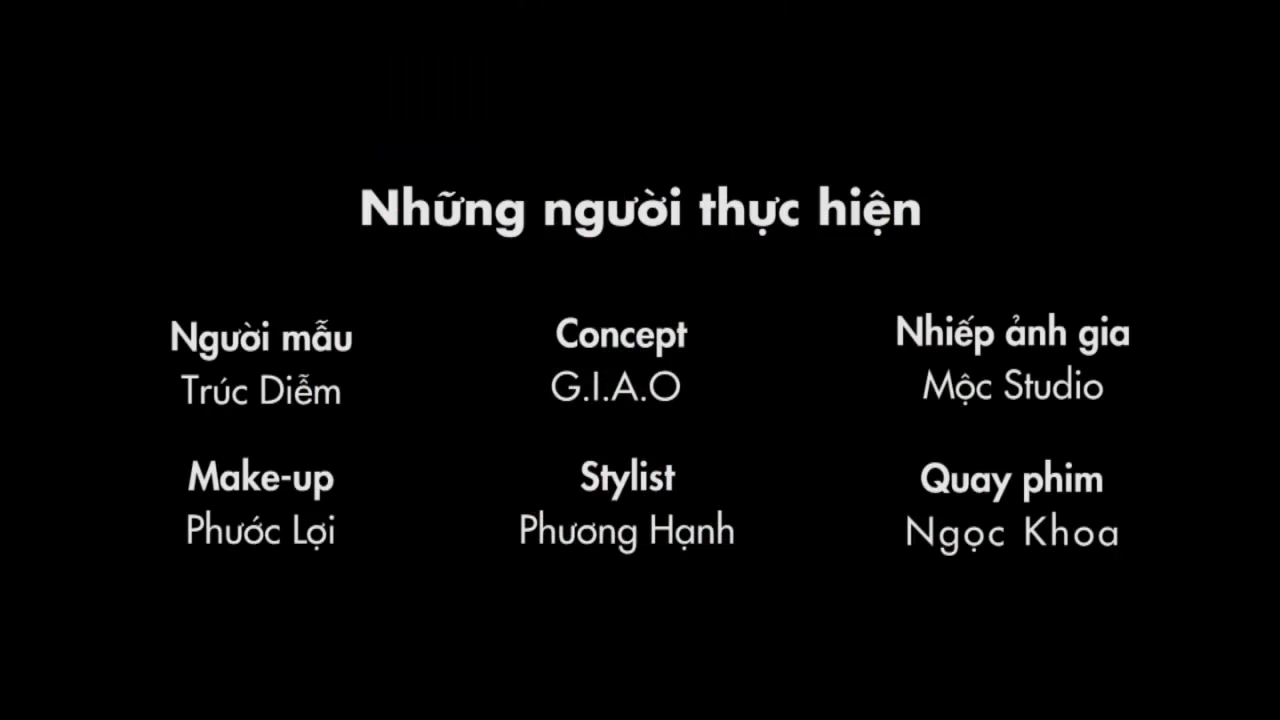 Những người thực hiện
Người mẫu
Trúc Diễm
Concept
G.I.A.O
Nhiếp ảnh gia
Mộc Studio
Make-up
Phước Lợi
Stylist
Phương Hạnh
Quay phim
Ngọc Khoa